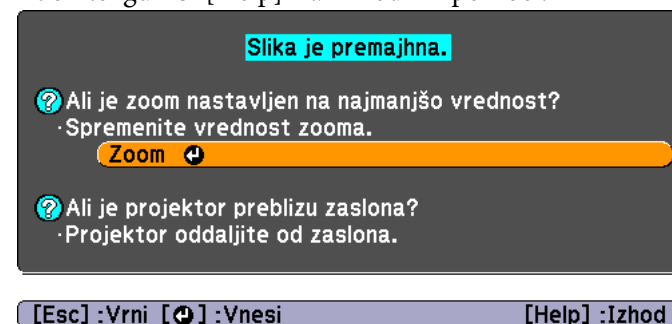 Slika je premajhna.
Ali je zoom nastavljen na najmanjšo vrednost?
·Spremenite vrednost zooma.
Zoom
Ali je projektor preblizu zaslona?
·Projektor oddaljite od zaslona.
[Esc] :Vrni [ ] :Vnesi [Help] :Izhod